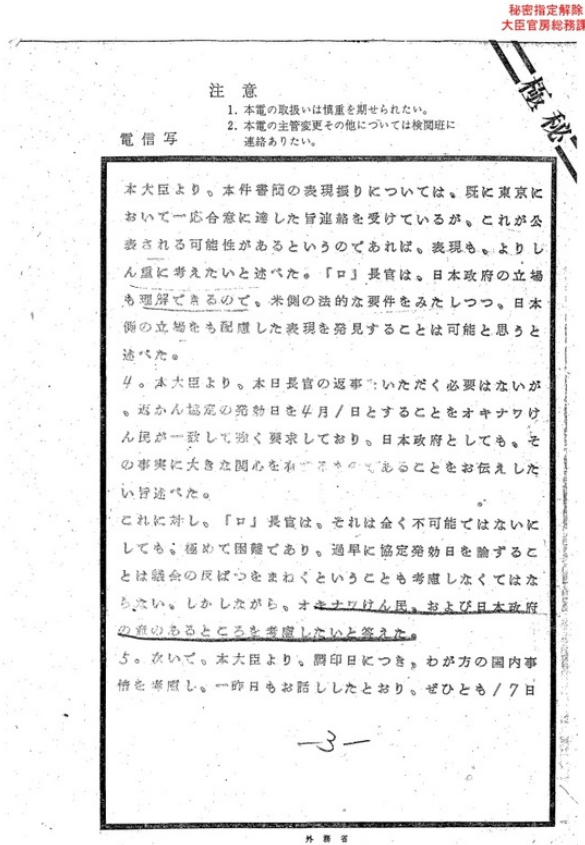 秘密指定解除
大臣官房総務課
極秘
注意
1. 本電の取扱いは慎重を期せられたい。
2. 本電の主管変更その他については検閲班に
連絡ありたい。
電信写
本大臣より、本件書簡の表現振りについては、既に東京に
おいて一応合意に達した旨連絡を受けているが、これが公
表される可能性があるというのであれば、表現も、よりし
ん重に考えたいと述べた。「ロ」長官は、日本政府の立場
も理解できるので、米側の法的な要件をみたしつつ、日本
側の立場をも配慮した表現を発見することは可能と思うと
述べた。
4。本大臣より、本日長官の返事をいただく必要はないが
、返かん協定の発効日を4月/日とすることをオキナワけ
ん民が一致して強く要求しており、日本政府としても、そ
の事実に大きな関心を有するものであることをお伝えした
い旨述べた。
これに対し、「ロ」長官は、それは全く不可能ではないに
しても、極めて困難であり、過早に協定発効日を論ずるこ
とは議会の反ぱつをまねくということも考慮しなくてはな
らない。しかしながら、オキナワけん民、および日本政府
の意のあるところを考慮したいと答えた。
5。ついで、本大臣より、調印日につき、わが方の国内事
情を考慮し、一昨日もお話ししたとおり、ぜひとも/7日
—3—
外務省